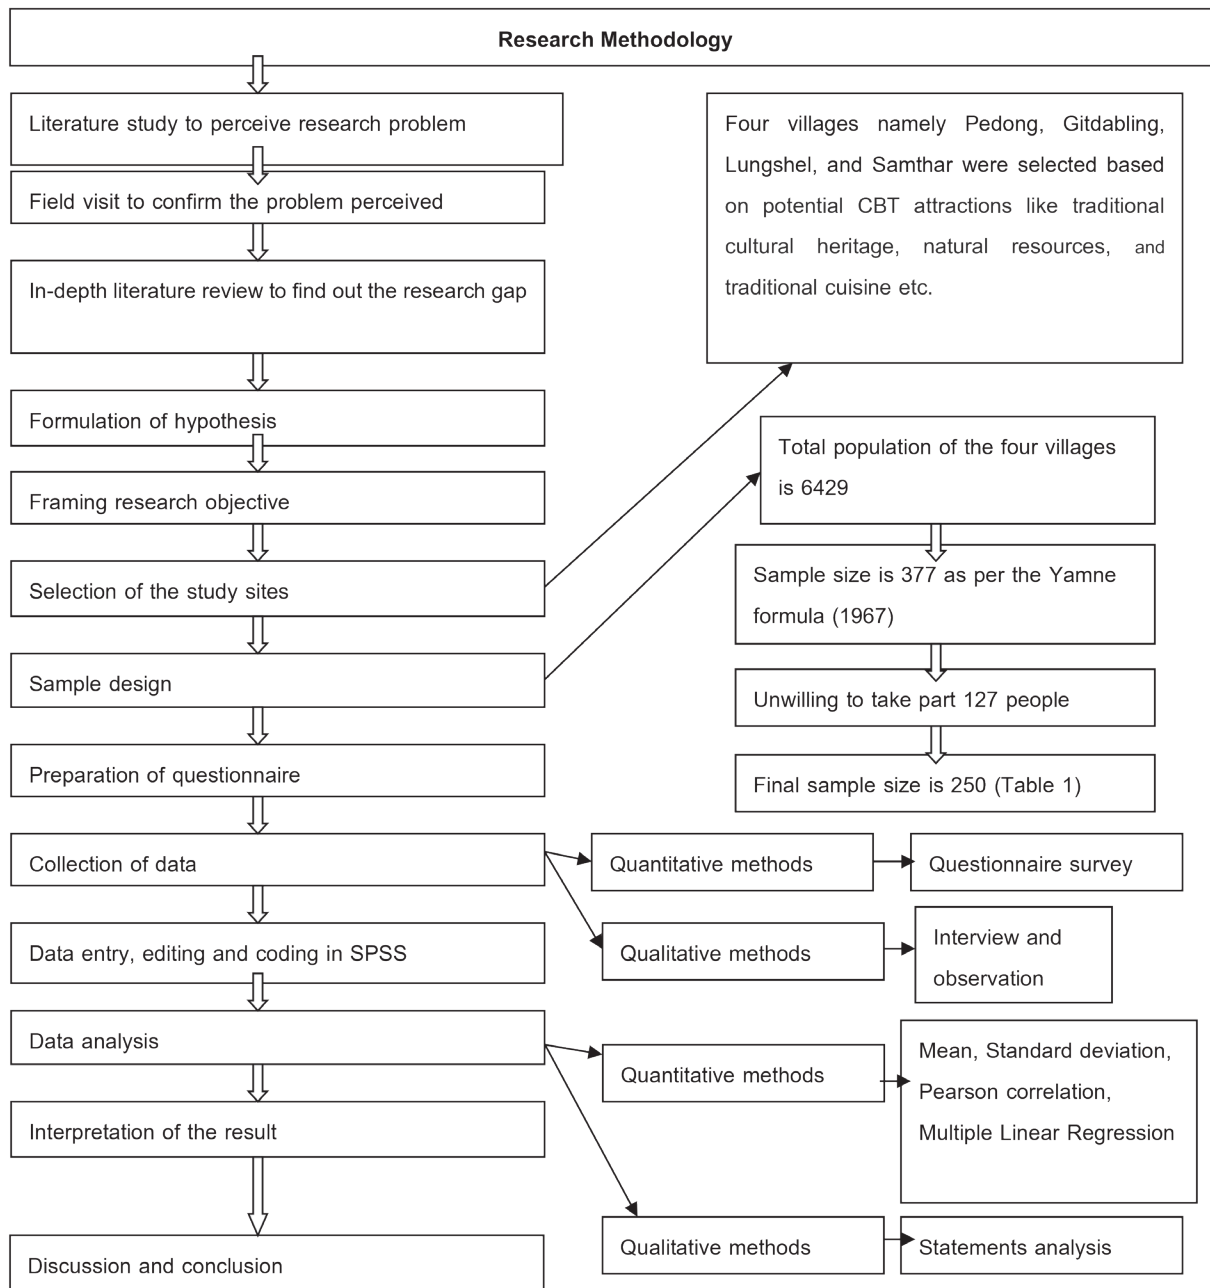 Research Methodology
Literature study to perceive research problem
Field visit to confirm the problem perceived
In-depth literature review to find out the research gap
Formulation of hypothesis
Framing research objective
Selection of the study sites
Four villages namely Pedong, Gitdabling,
Lungshel, and Samthar were selected based
on potential CBT attractions like traditional
cultural heritage, natural resources, and
traditional cuisine etc.
Sample design
Total population of the four villages
is 6429
Sample size is 377 as per the Yamne
formula (1967)
Unwilling to take part 127 people
Final sample size is 250 (Table 1)
Preparation of questionnaire
Collection of data
Quantitative methods
Questionnaire survey
Qualitative methods
Interview and
observation
Data entry, editing and coding in SPSS
Data analysis
Quantitative methods
Mean, Standard deviation,
Pearson correlation,
Multiple Linear Regression
Qualitative methods
Statements analysis
Interpretation of the result
Discussion and conclusion